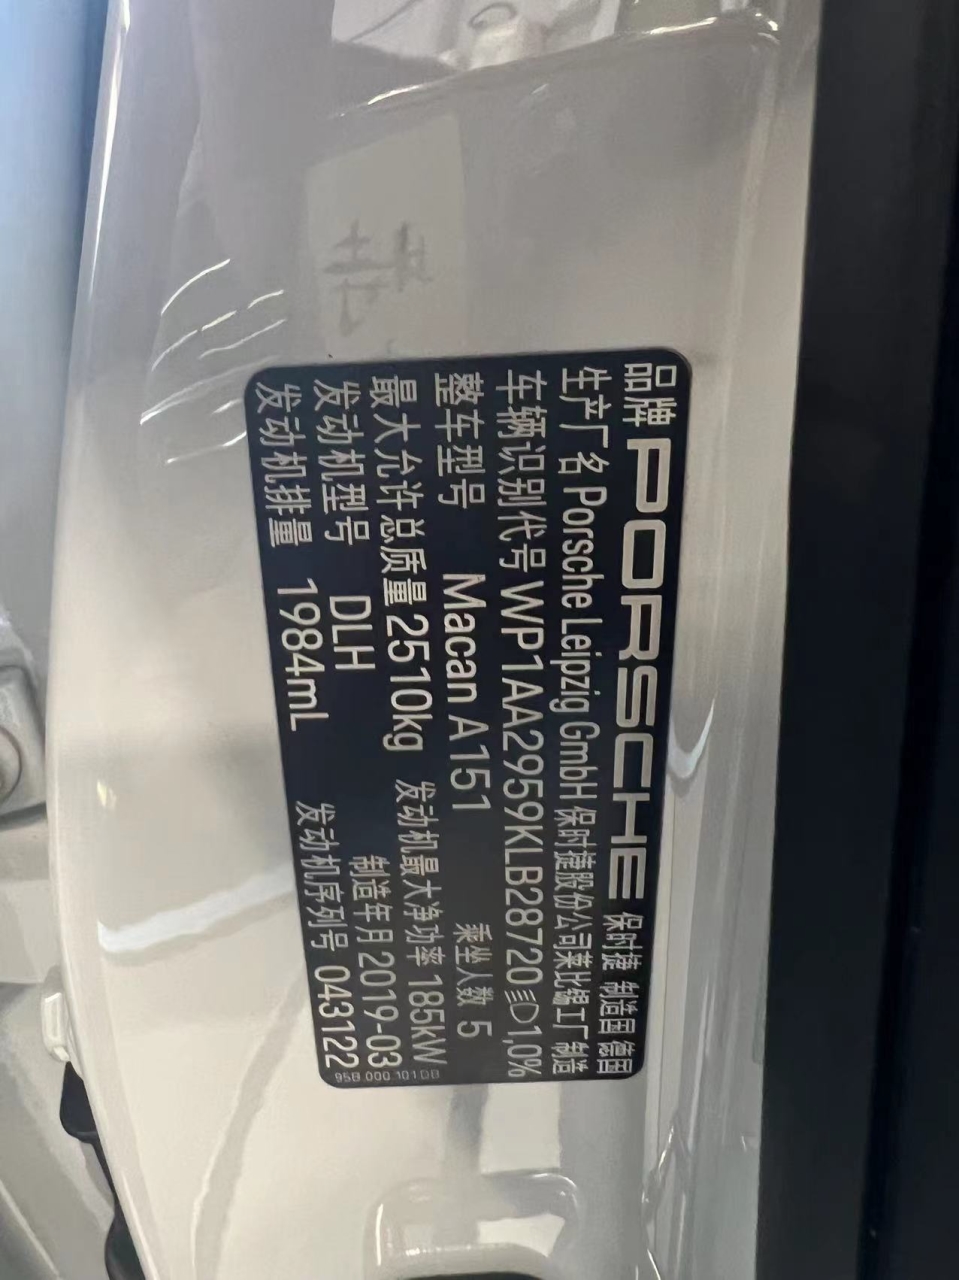 品牌 PORSCHE 保时捷 制造国 德国
生产厂名 Porsche Leipzig GmbH 保时捷股份公司莱比锡工厂 制造
车辆识别代号 WP1AA2959KLB28720 1,0%
整车型号 Macan A151 乘坐人数 5
最大允许总质量 2510kg 发动机最大净功率 185kW
发动机型号 DLH 制造年月 2019-03
发动机排量 1984mL 发动机序列号 043122
95B 000 101 DB